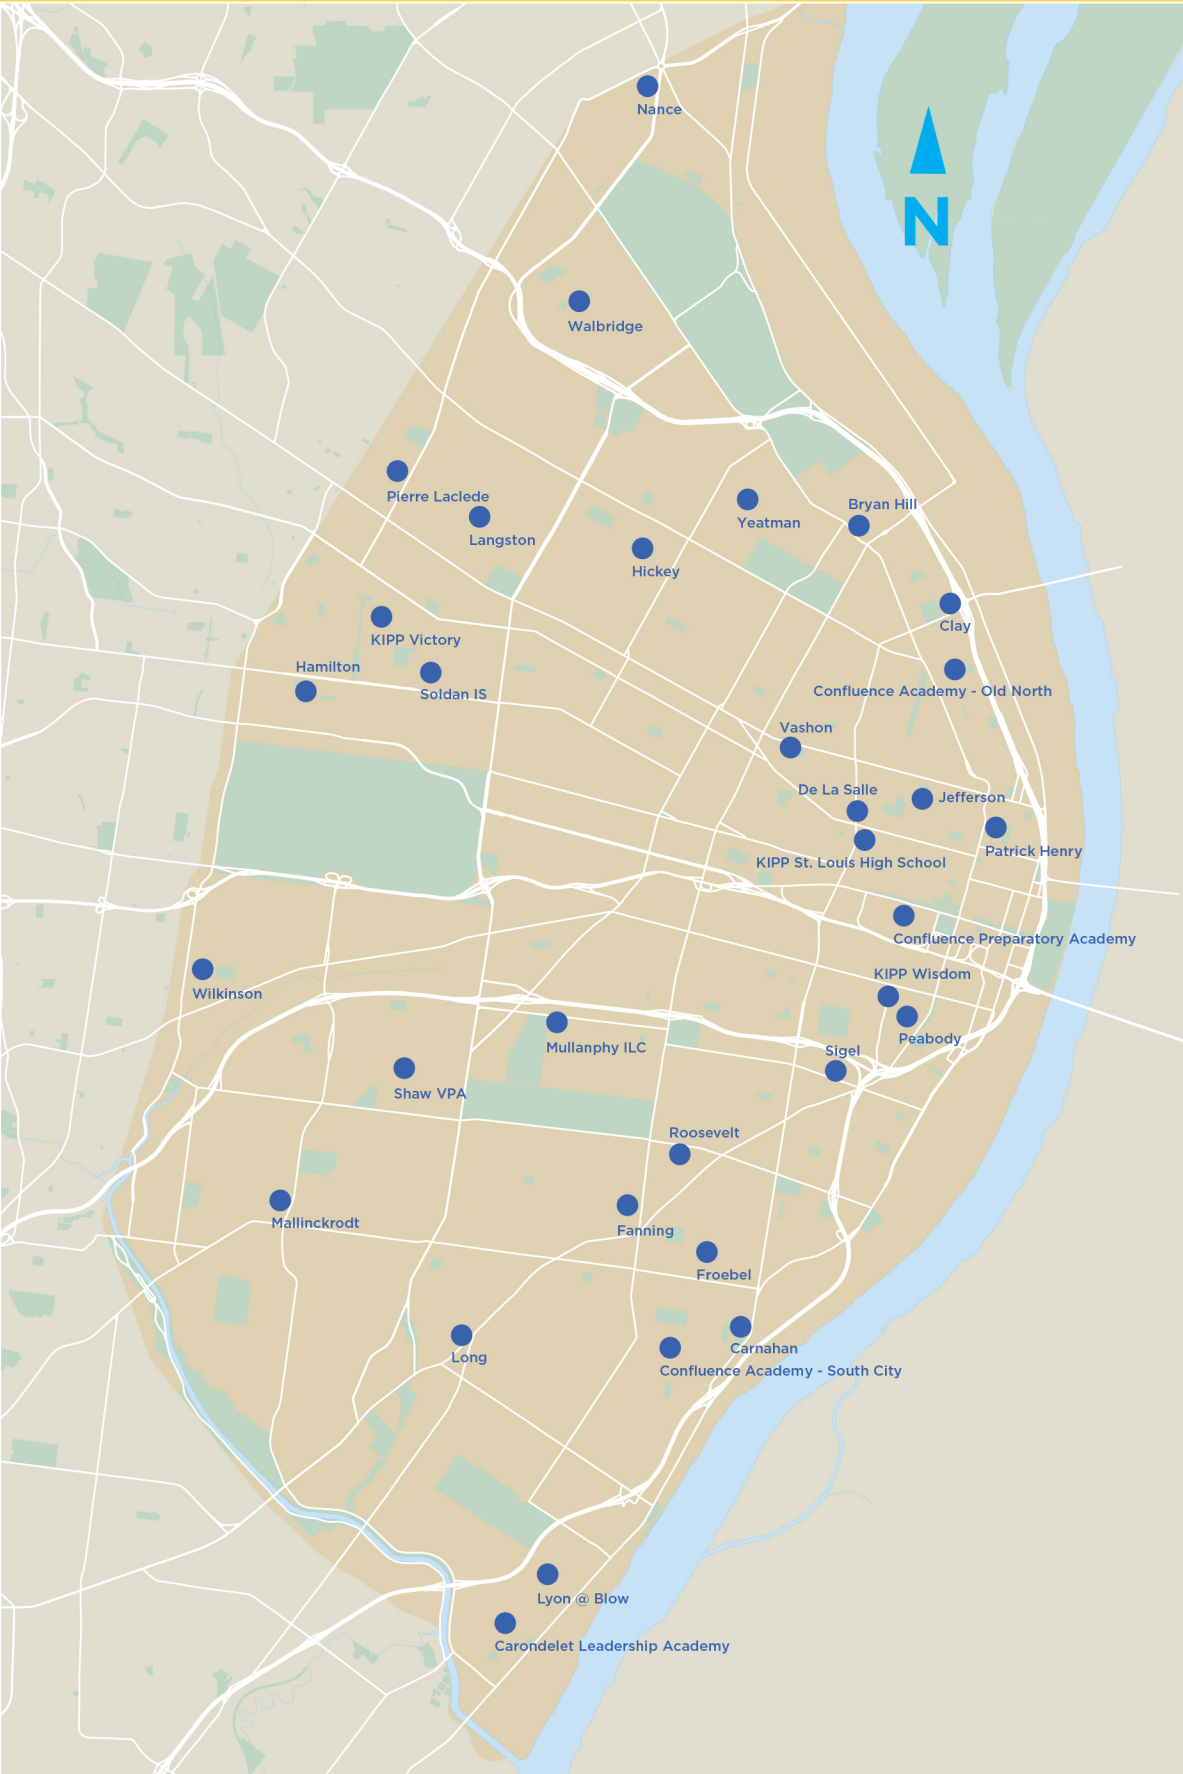 Nance
N
Walbridge
Pierre Laclede
Langston
Yeatman
Bryan Hill
Hickey
Clay
KIPP Victory
Hamilton
Soldan IS
Confluence Academy - Old North
Vashon
De La Salle
Jefferson
Patrick Henry
KIPP St. Louis High School
Confluence Preparatory Academy
KIPP Wisdom
Wilkinson
Peabody
Mullanphy ILC
Sigel
Shaw VPA
Roosevelt
Mallinckrodt
Fanning
Froebel
Carnahan
Long
Confluence Academy - South City
Lyon @ Blow
Carondelet Leadership Academy